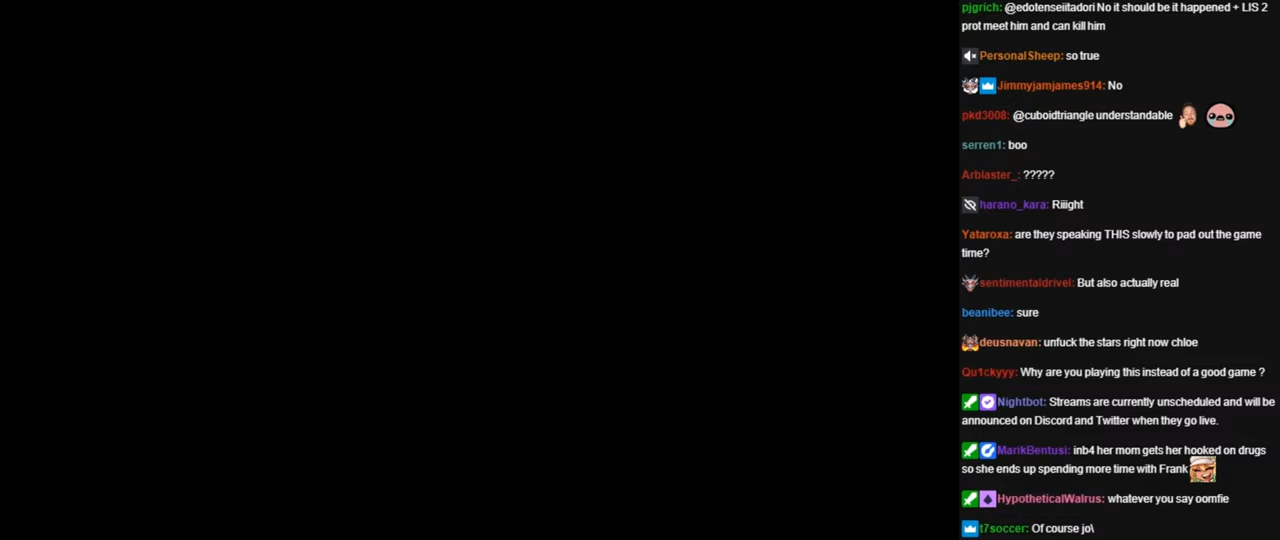 pjgrich: @edotenseiitadori No it should be it happened + LIS 2
prot meet him and can kill him
PersonalSheep: so true
Jimmyjamjames914: No
pkd3008: @cuboidtriangle understandable
serren1: boo
Arblaster_: ?????
harano_kara: Riiight
Yataroxa: are they speaking THIS slowly to pad out the game
time?
sentimentaldrivel: But also actually real
beanibee: sure
deusnavan: unfuck the stars right now chloe
Qu1ckyyy: Why are you playing this instead of a good game ?
Nightbot: Streams are currently unscheduled and will be
announced on Discord and Twitter when they go live.
MarikBentusi: inb4 her mom gets her hooked on drugs
so she ends up spending more time with Frank
HypotheticalWalrus: whatever you say oomfie
t7soccer: Of course jo\